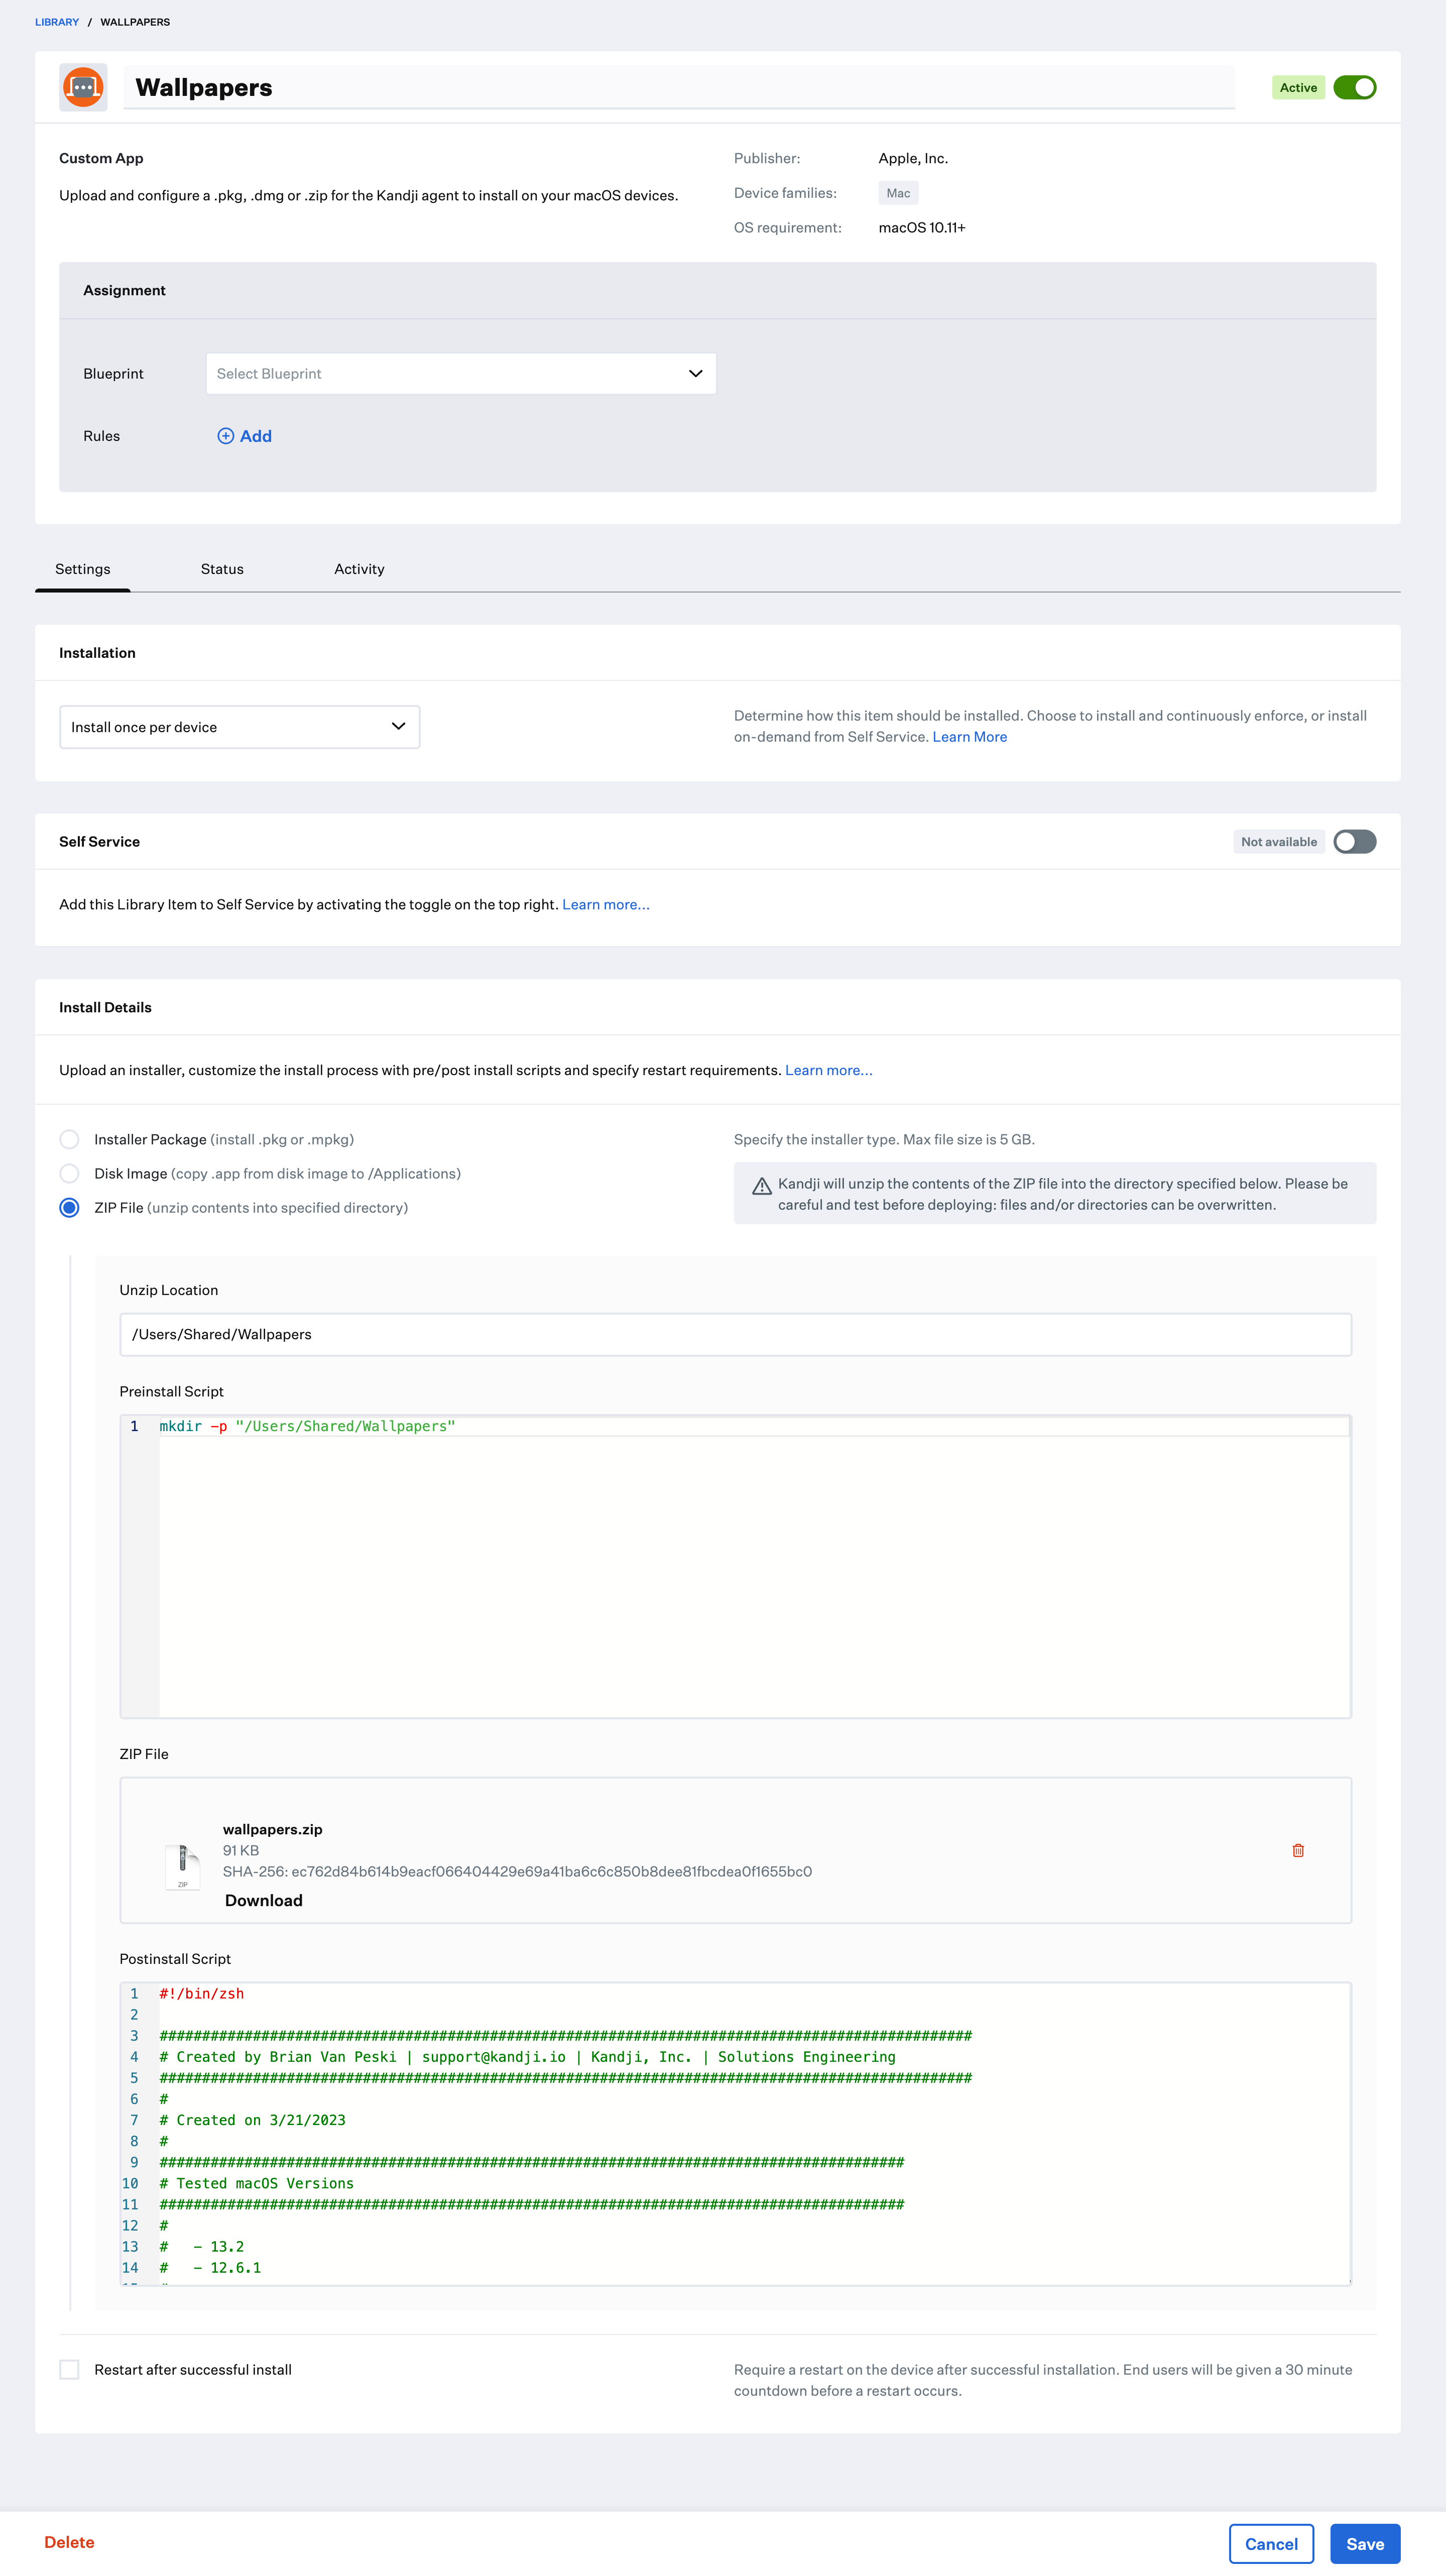 LIBRARY / WALLPAPERS
Wallpapers
Active
Custom App
Upload and configure a .pkg, .dmg or .zip for the Kandji agent to install on your macOS devices.
Publisher: Apple, Inc.
Device families: Mac
OS requirement: macOS 10.11+
Assignment
Blueprint Select Blueprint
Rules Add
Settings Status Activity
Installation
Install once per device
Determine how this item should be installed. Choose to install and continuously enforce, or install
on-demand from Self Service. Learn More
Self Service
Not available
Add this Library Item to Self Service by activating the toggle on the top right. Learn more...
Install Details
Upload an installer, customize the install process with pre/post install scripts and specify restart requirements. Learn more...
Installer Package (install .pkg or .mpkg)
Disk Image (copy .app from disk image to /Applications)
ZIP File (unzip contents into specified directory)
Specify the installer type. Max file size is 5 GB.
Kandji will unzip the contents of the ZIP file into the directory specified below. Please be
careful and test before deploying: files and/or directories can be overwritten.
Unzip Location
/Users/Shared/Wallpapers
Preinstall Script
1 mkdir -p "/Users/Shared/Wallpapers"
ZIP File
ZIP
wallpapers.zip
91 KB
SHA-256: ec762d84b614b9eacf066404429e69a41ba6c6c850b8dee81fbcdea0f1655bc0
Download
Postinstall Script
1 #!/bin/zsh
2
3 ################################################################################################
4 # Created by Brian Van Peski | support@kandji.io | Kandji, Inc. | Solutions Engineering
5 ################################################################################################
6 #
7 # Created on 3/21/2023
8 #
9 ########################################################################################
10 # Tested macOS Versions
11 ########################################################################################
12 #
13 #   - 13.2
14 #   - 12.6.1
Restart after successful install
Require a restart on the device after successful installation. End users will be given a 30 minute
countdown before a restart occurs.
Delete
Cancel
Save